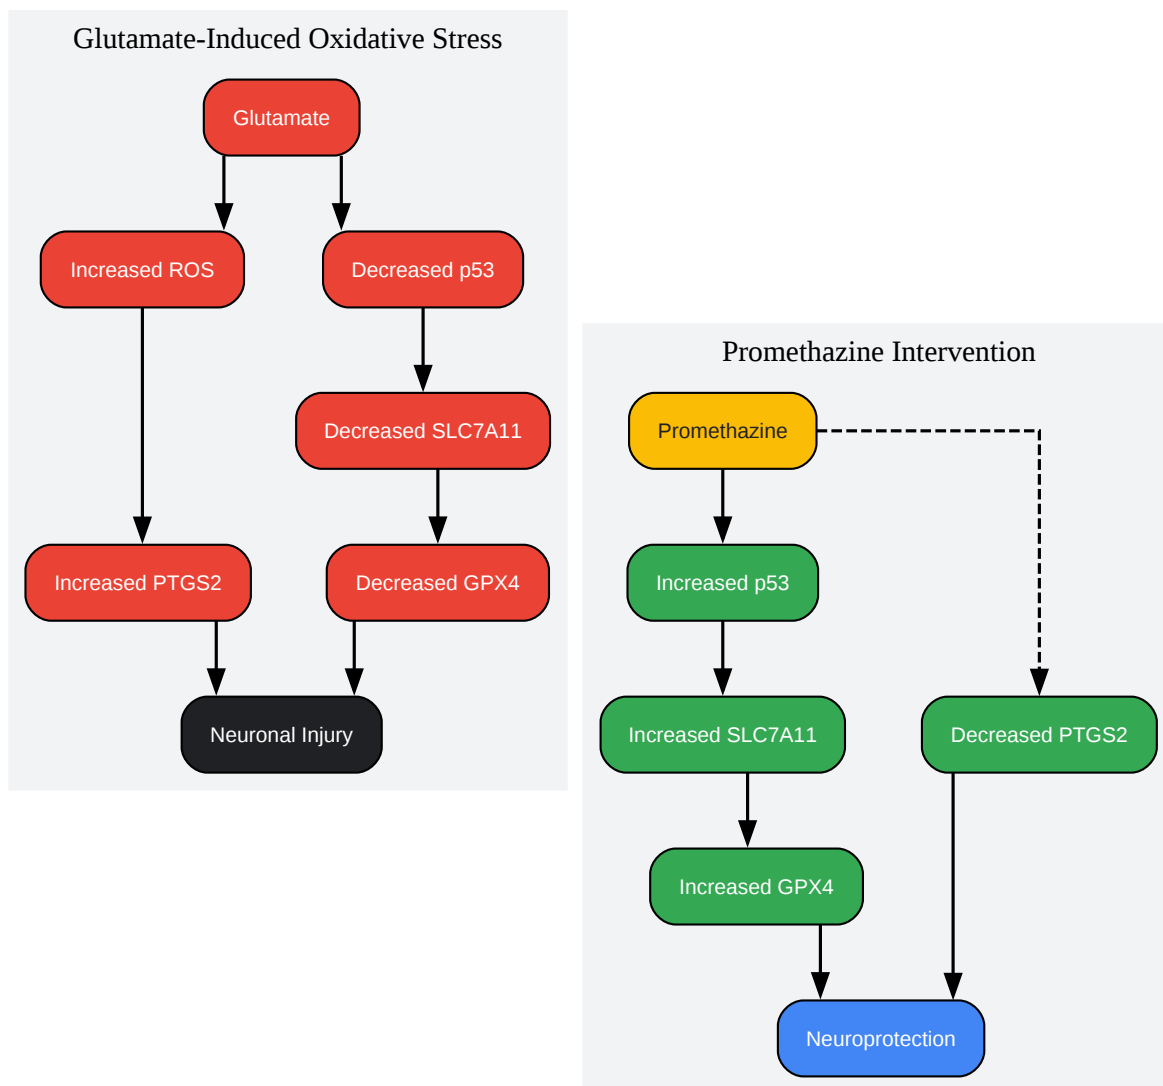 Glutamate-Induced Oxidative Stress
Glutamate
Increased ROS
Decreased p53
Decreased SLC7A11
Increased PTGS2
Decreased GPX4
Neuronal Injury
Promethazine Intervention
Promethazine
Increased p53
Increased SLC7A11
Decreased PTGS2
Increased GPX4
Neuroprotection